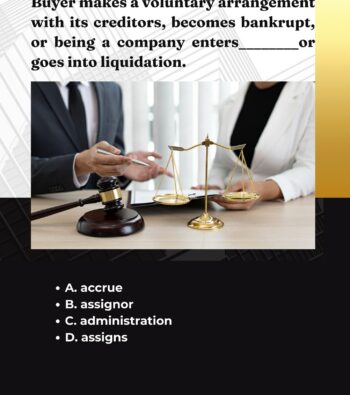 Buyer makes a voluntary arrangement
with its creditors, becomes bankrupt,
or being a company enters________or
goes into liquidation.
• A. accrue
• B. assignor
• C. administration
• D. assigns